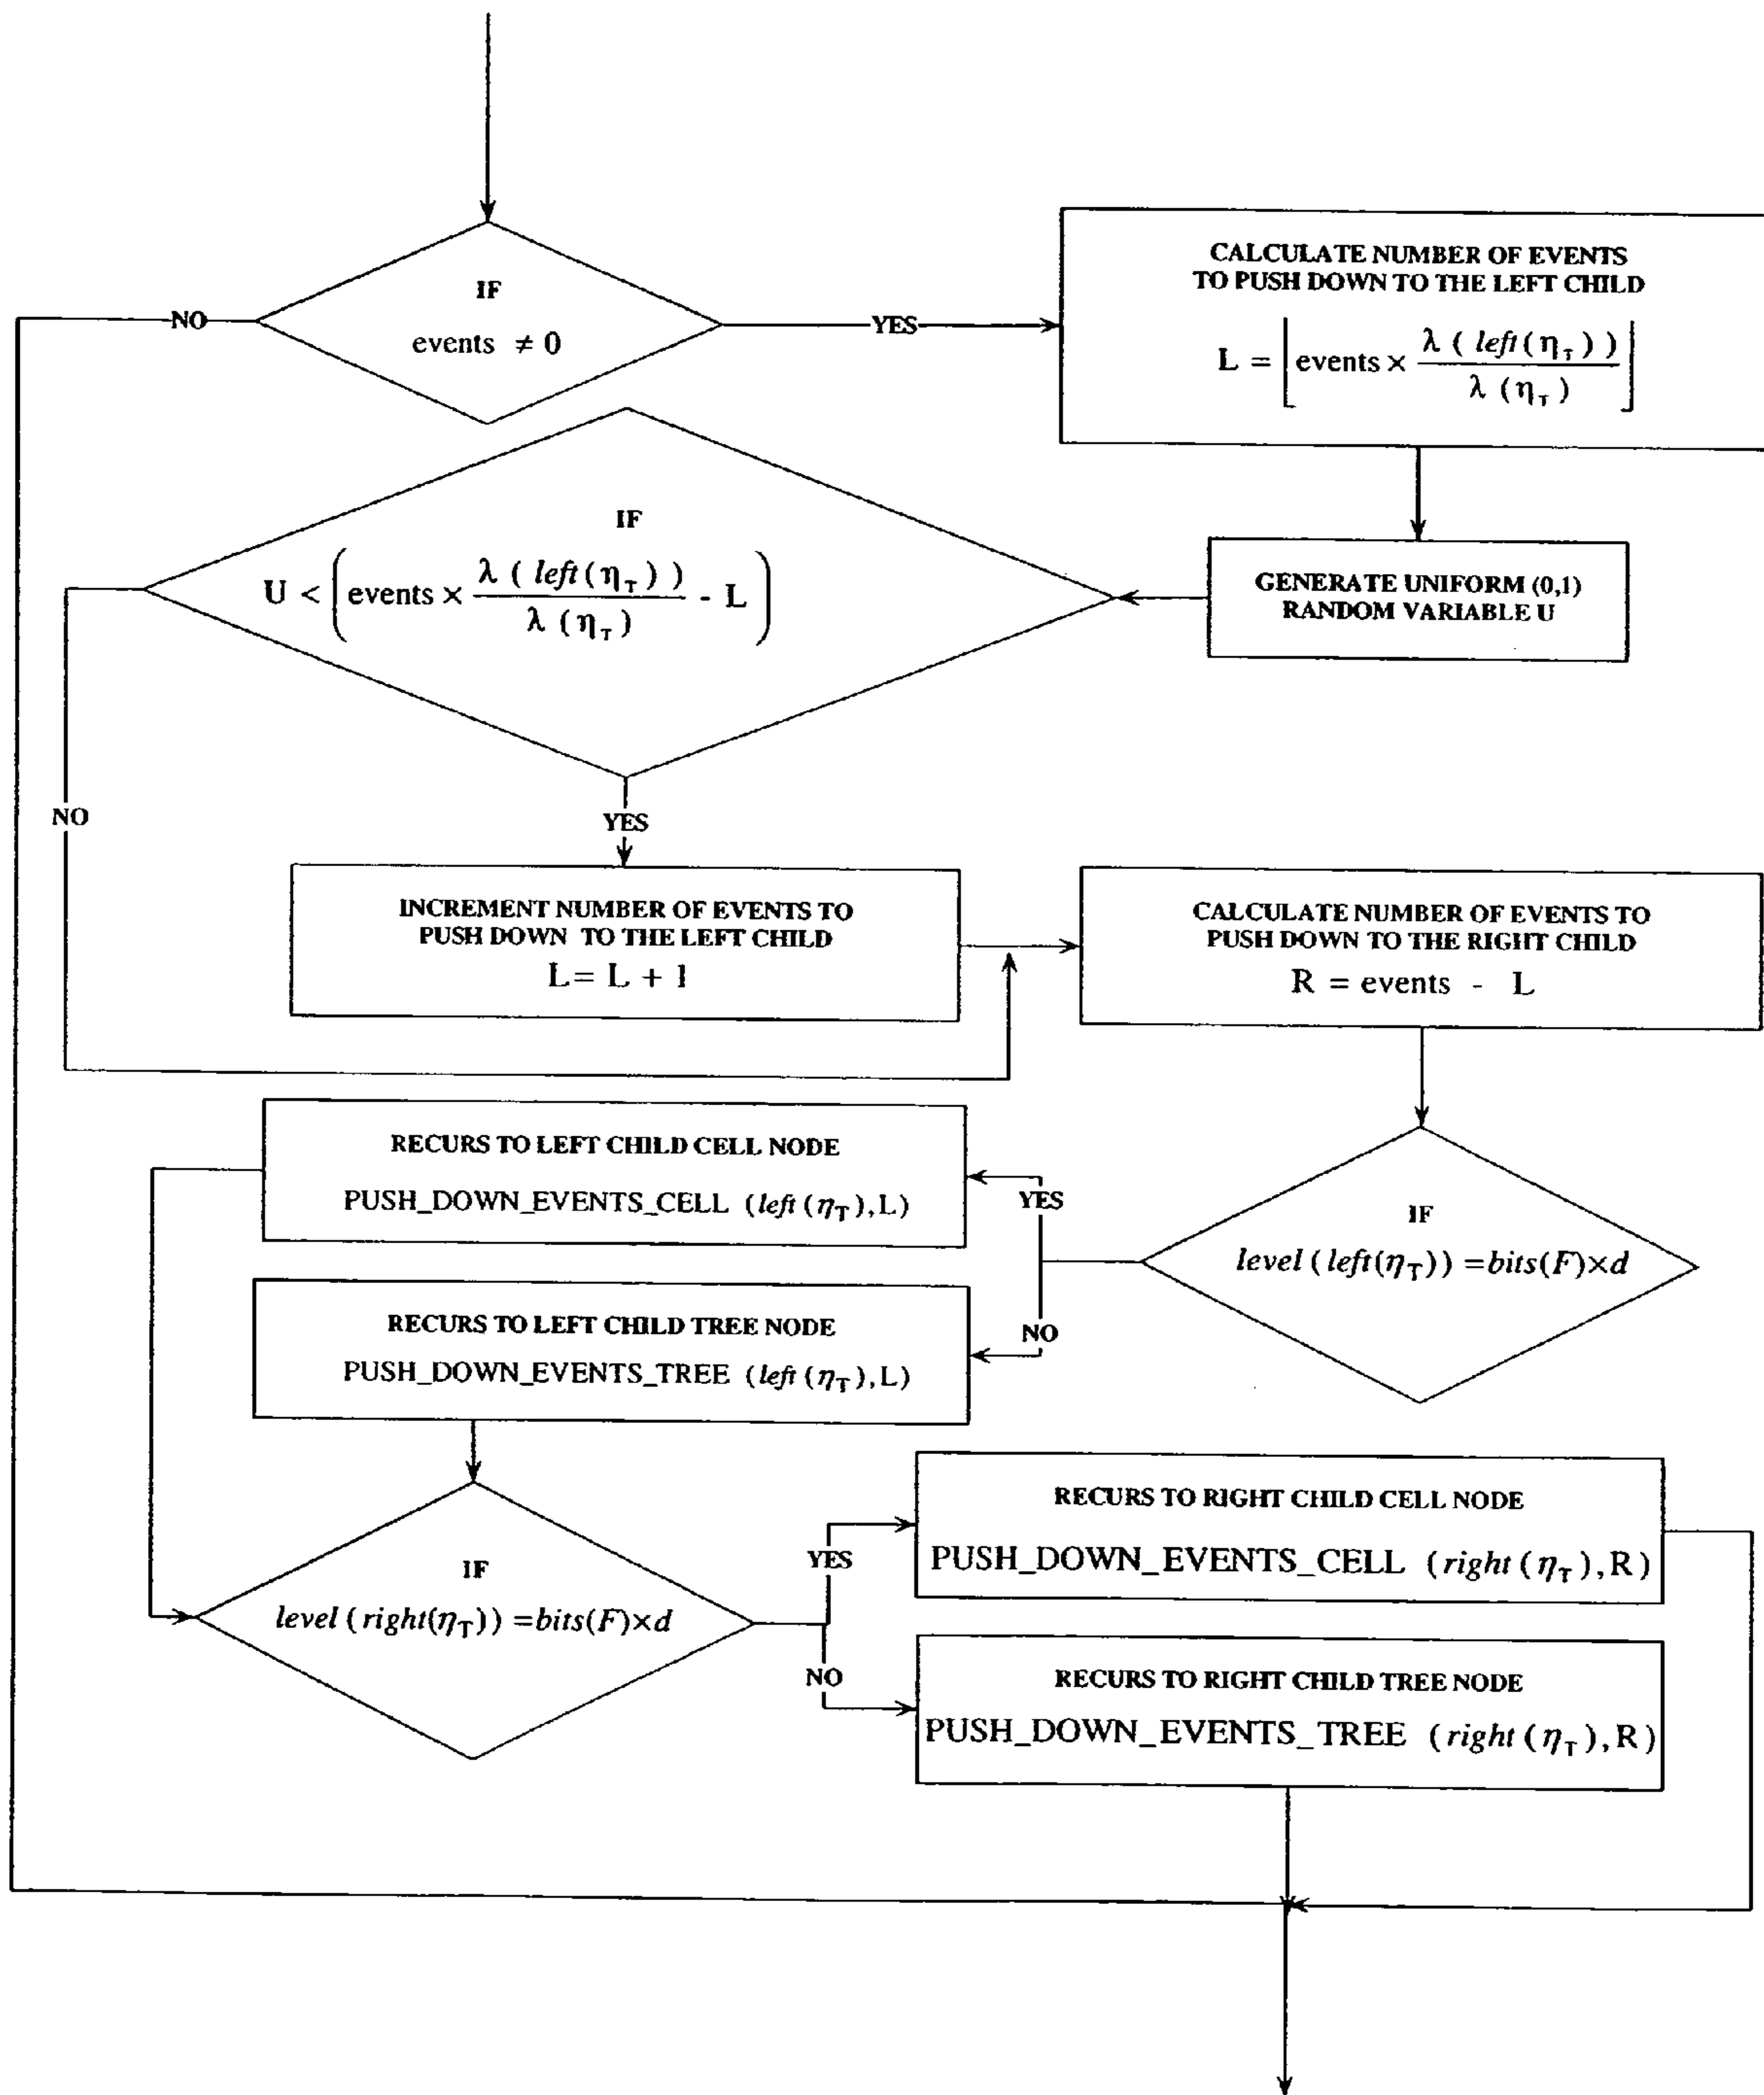 IF
events ≠ 0
NO
YES
CALCULATE NUMBER OF EVENTS
TO PUSH DOWN TO THE LEFT CHILD
L = ⌊events × λ ( left(η_T) ) / λ (η_T)⌋
GENERATE UNIFORM (0,1)
RANDOM VARIABLE U
IF
U < (events × λ ( left(η_T) ) / λ (η_T) - L)
NO
YES
INCREMENT NUMBER OF EVENTS TO
PUSH DOWN TO THE LEFT CHILD
L= L + 1
CALCULATE NUMBER OF EVENTS TO
PUSH DOWN TO THE RIGHT CHILD
R = events - L
IF
level (left(η_T)) =bits(F)×d
YES
NO
RECURS TO LEFT CHILD CELL NODE
PUSH_DOWN_EVENTS_CELL (left (η_T),L)
RECURS TO LEFT CHILD TREE NODE
PUSH_DOWN_EVENTS_TREE (left (η_T),L)
IF
level (right(η_T)) =bits(F)×d
YES
NO
RECURS TO RIGHT CHILD CELL NODE
PUSH_DOWN_EVENTS_CELL (right (η_T),R)
RECURS TO RIGHT CHILD TREE NODE
PUSH_DOWN_EVENTS_TREE (right (η_T),R)